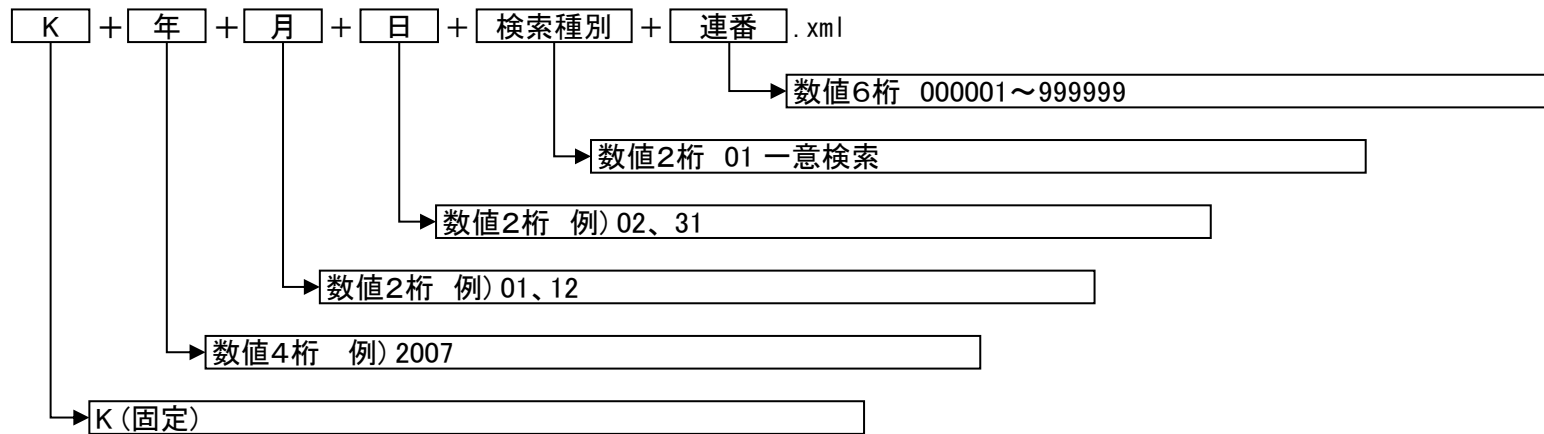 K + 年 + 月 + 日 + 検索種別 + 連番 .xml
数値6桁 000001~999999
数値2桁 01 一意検索
数値2桁 例)02、31
数値2桁 例)01、12
数値4桁 例)2007
K(固定)